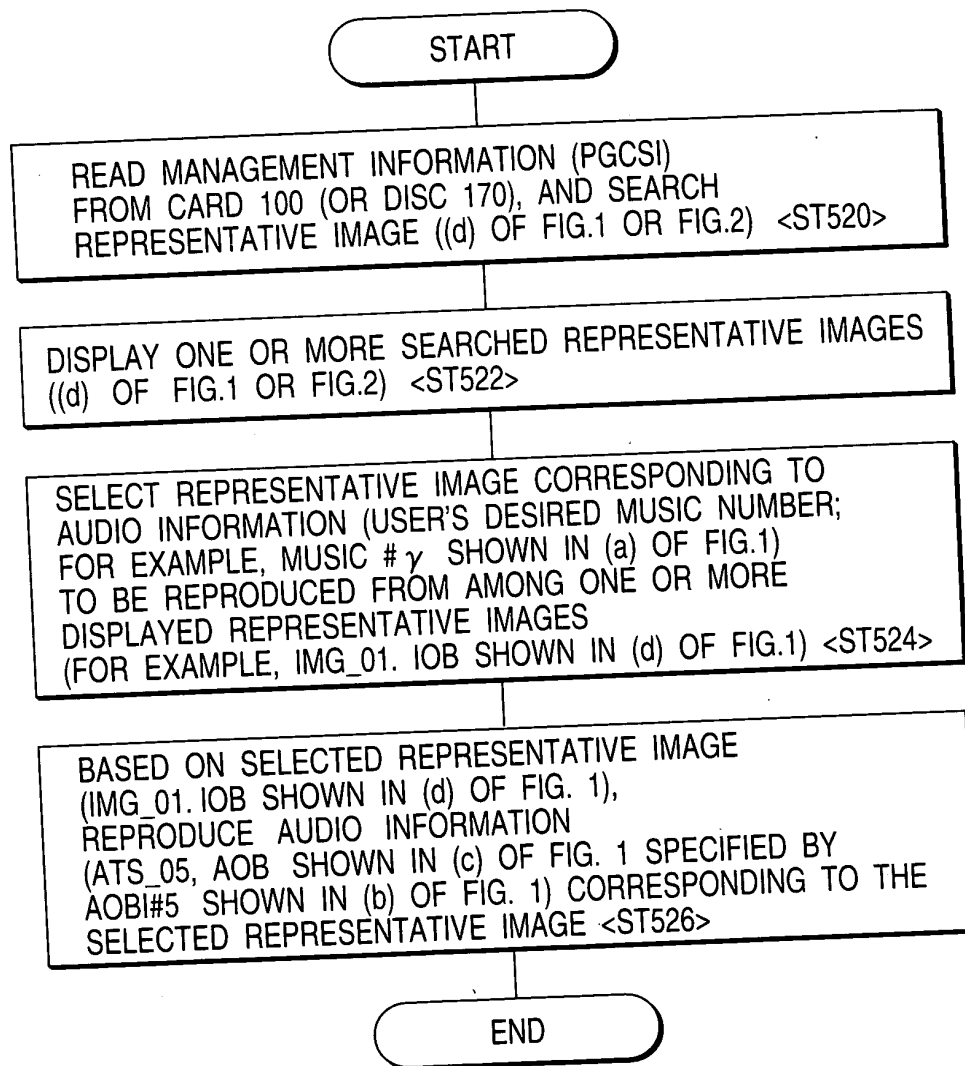 START
READ MANAGEMENT INFORMATION (PGCSI)
FROM CARD 100 (OR DISC 170), AND SEARCH
REPRESENTATIVE IMAGE ((d) OF FIG.1 OR FIG.2) <ST520>
DISPLAY ONE OR MORE SEARCHED REPRESENTATIVE IMAGES
((d) OF FIG.1 OR FIG.2) <ST522>
SELECT REPRESENTATIVE IMAGE CORRESPONDING TO
AUDIO INFORMATION (USER'S DESIRED MUSIC NUMBER;
FOR EXAMPLE, MUSIC # γ SHOWN IN (a) OF FIG.1)
TO BE REPRODUCED FROM AMONG ONE OR MORE
DISPLAYED REPRESENTATIVE IMAGES
(FOR EXAMPLE, IMG_01. IOB SHOWN IN (d) OF FIG.1) <ST524>
BASED ON SELECTED REPRESENTATIVE IMAGE
(IMG_01. IOB SHOWN IN (d) OF FIG. 1),
REPRODUCE AUDIO INFORMATION
(ATS_05, AOB SHOWN IN (c) OF FIG. 1 SPECIFIED BY
AOBI#5 SHOWN IN (b) OF FIG. 1) CORRESPONDING TO THE
SELECTED REPRESENTATIVE IMAGE <ST526>
END